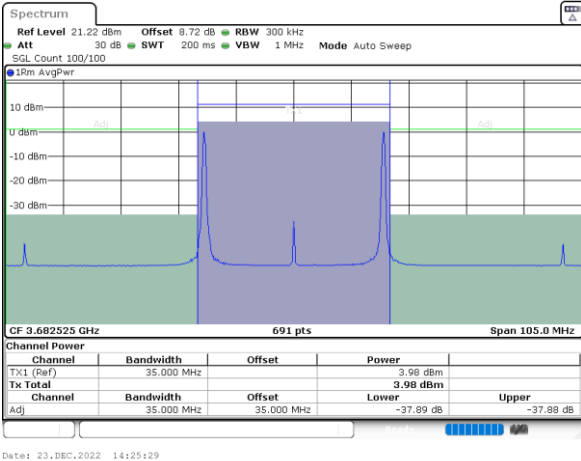 Spectrum
Ref Level 21.22 dBm Offset 8.72 dB RBW 300 kHz
Att 30 dB SWT 200 ms VBW 1 MHz Mode Auto Sweep
SGL Count 100/100
1Rm AvgPwr
10 dBm
Adj Adj
0 dBm
-10 dBm
-20 dBm
-30 dBm
CF 3.682525 GHz 691 pts Span 105.0 MHz
Channel Power
Channel Bandwidth Offset Power
TX1 (Ref) 35.000 MHz 3.98 dBm
Tx Total 3.98 dBm
Channel Bandwidth Offset Lower Upper
Adj 35.000 MHz 35.000 MHz -37.89 dB -37.88 dB
Ready
Date: 23.DEC.2022 14:25:29